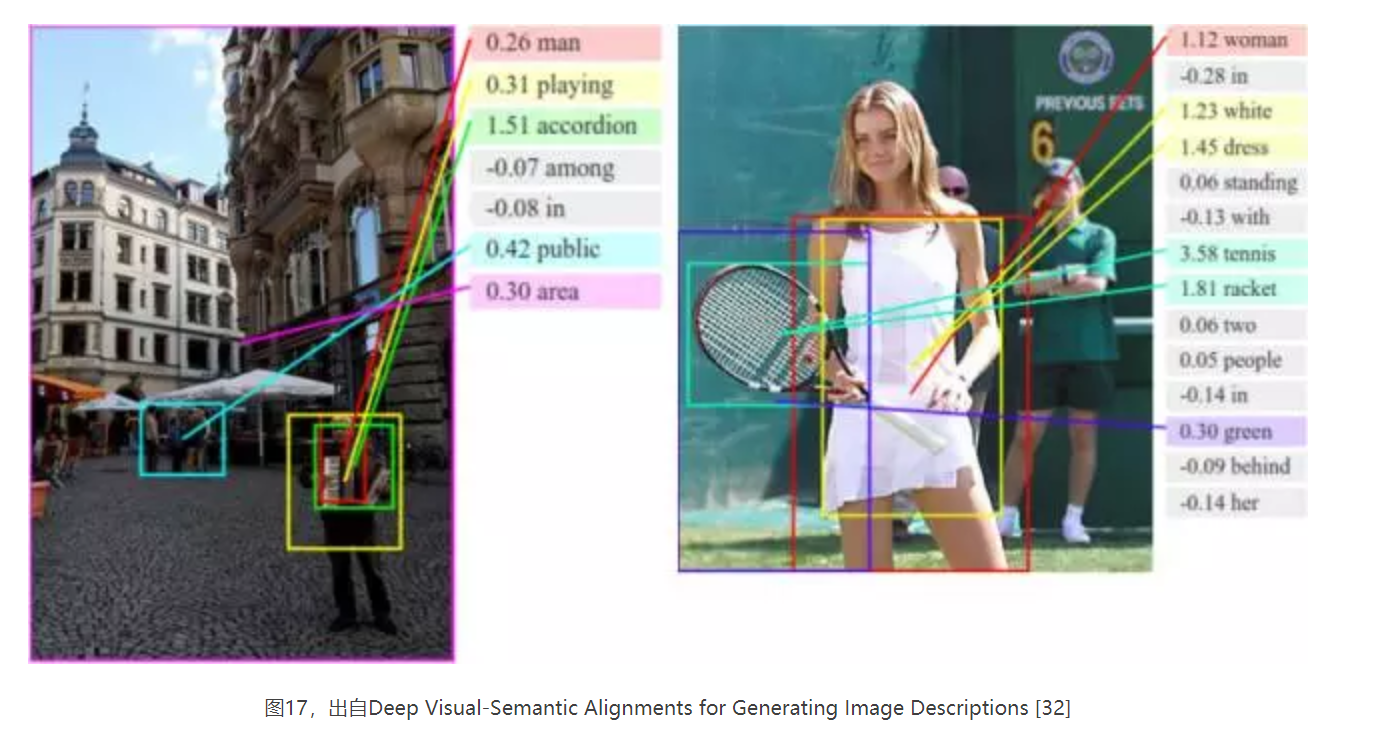 0.26 man
0.31 playing
1.51 accordion
-0.07 among
-0.08 in
0.42 public
0.30 area
PREVIOUS SETS
6
1.12 woman
-0.28 in
1.23 white
1.45 dress
0.06 standing
-0.13 with
3.58 tennis
1.81 racket
0.06 two
0.05 people
-0.14 in
0.30 green
-0.09 behind
-0.14 her
图17，出自Deep Visual-Semantic Alignments for Generating Image Descriptions [32]